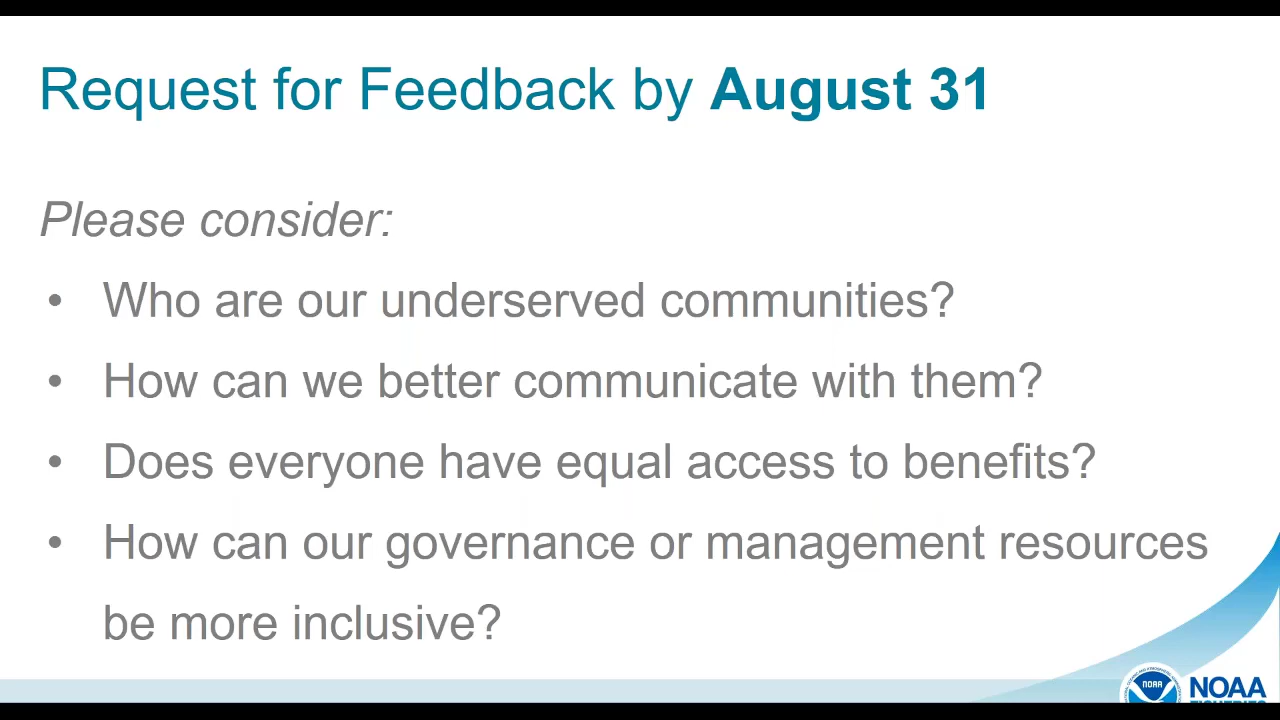 Request for Feedback by August 31
Please consider:
• Who are our underserved communities?
• How can we better communicate with them?
• Does everyone have equal access to benefits?
• How can our governance or management resources
be more inclusive?
NOAA
NOAA
FISHERIES